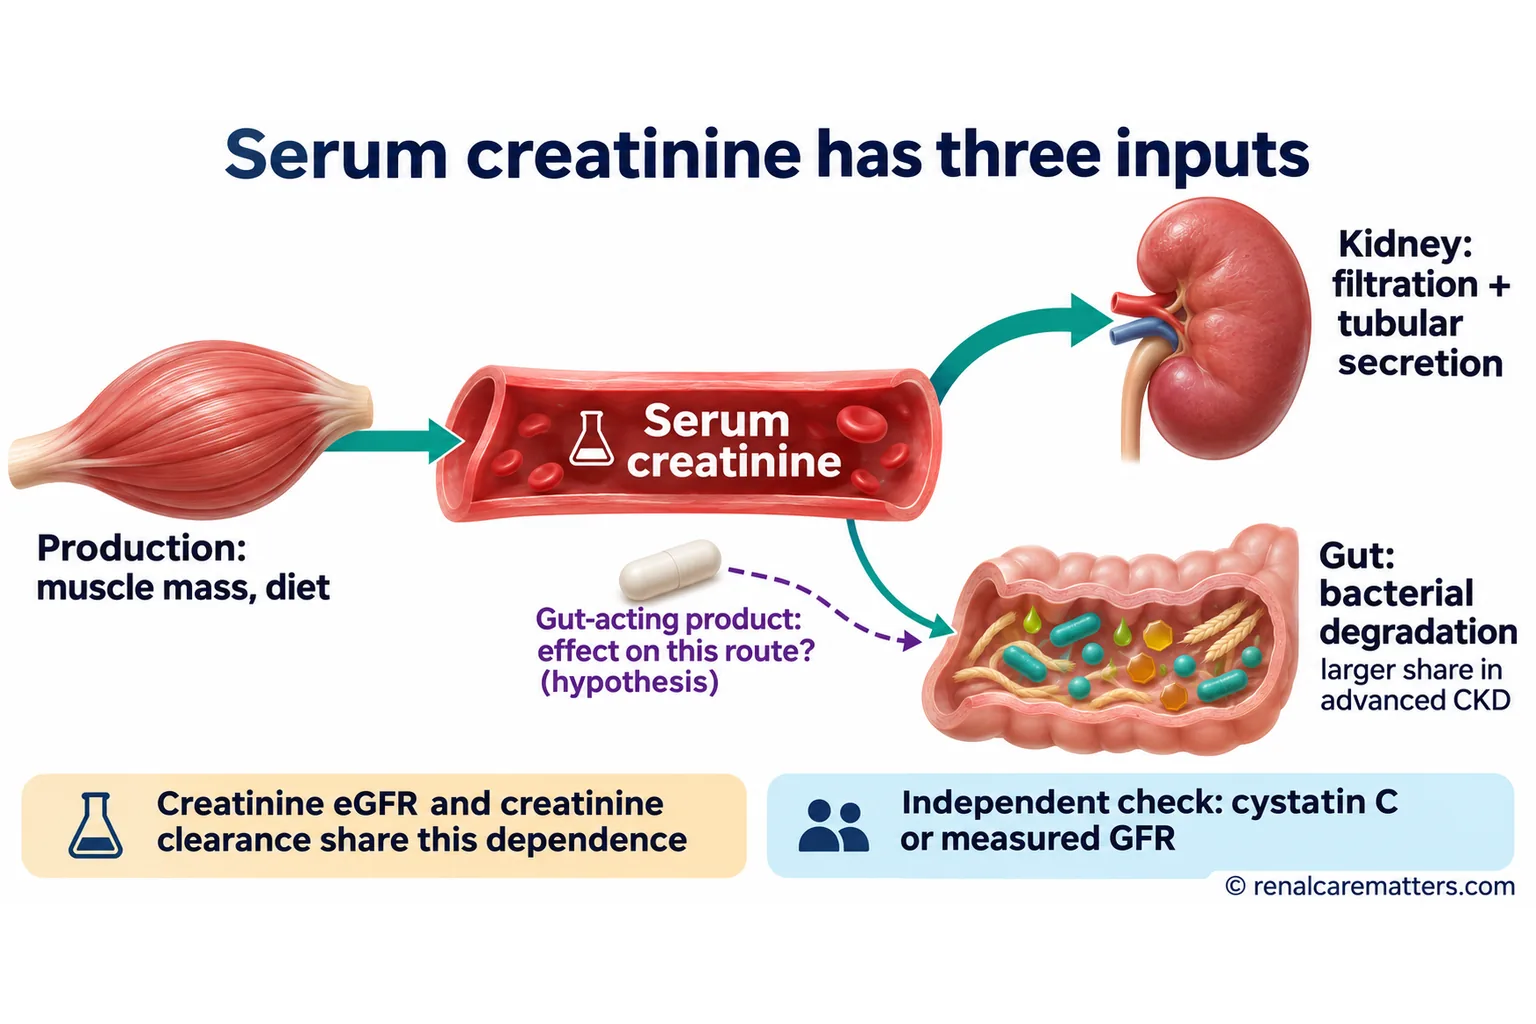 Serum creatinine has three inputs
Kidney:
filtration +
tubular
secretion
Serum
creatinine
Production:
muscle mass, diet
Gut-acting product:
effect on this route?
(hypothesis)
Gut:
bacterial
degradation
larger share in
advanced CKD
Creatinine eGFR and creatinine
clearance share this dependence
Independent check: cystatin C
or measured GFR
© renalcarematters.com